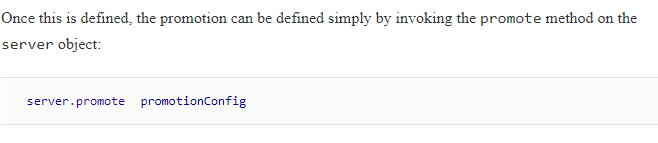 Once this is defined, the promotion can be defined simply by invoking the promote method on the
server object:
server.promote  promotionConfig